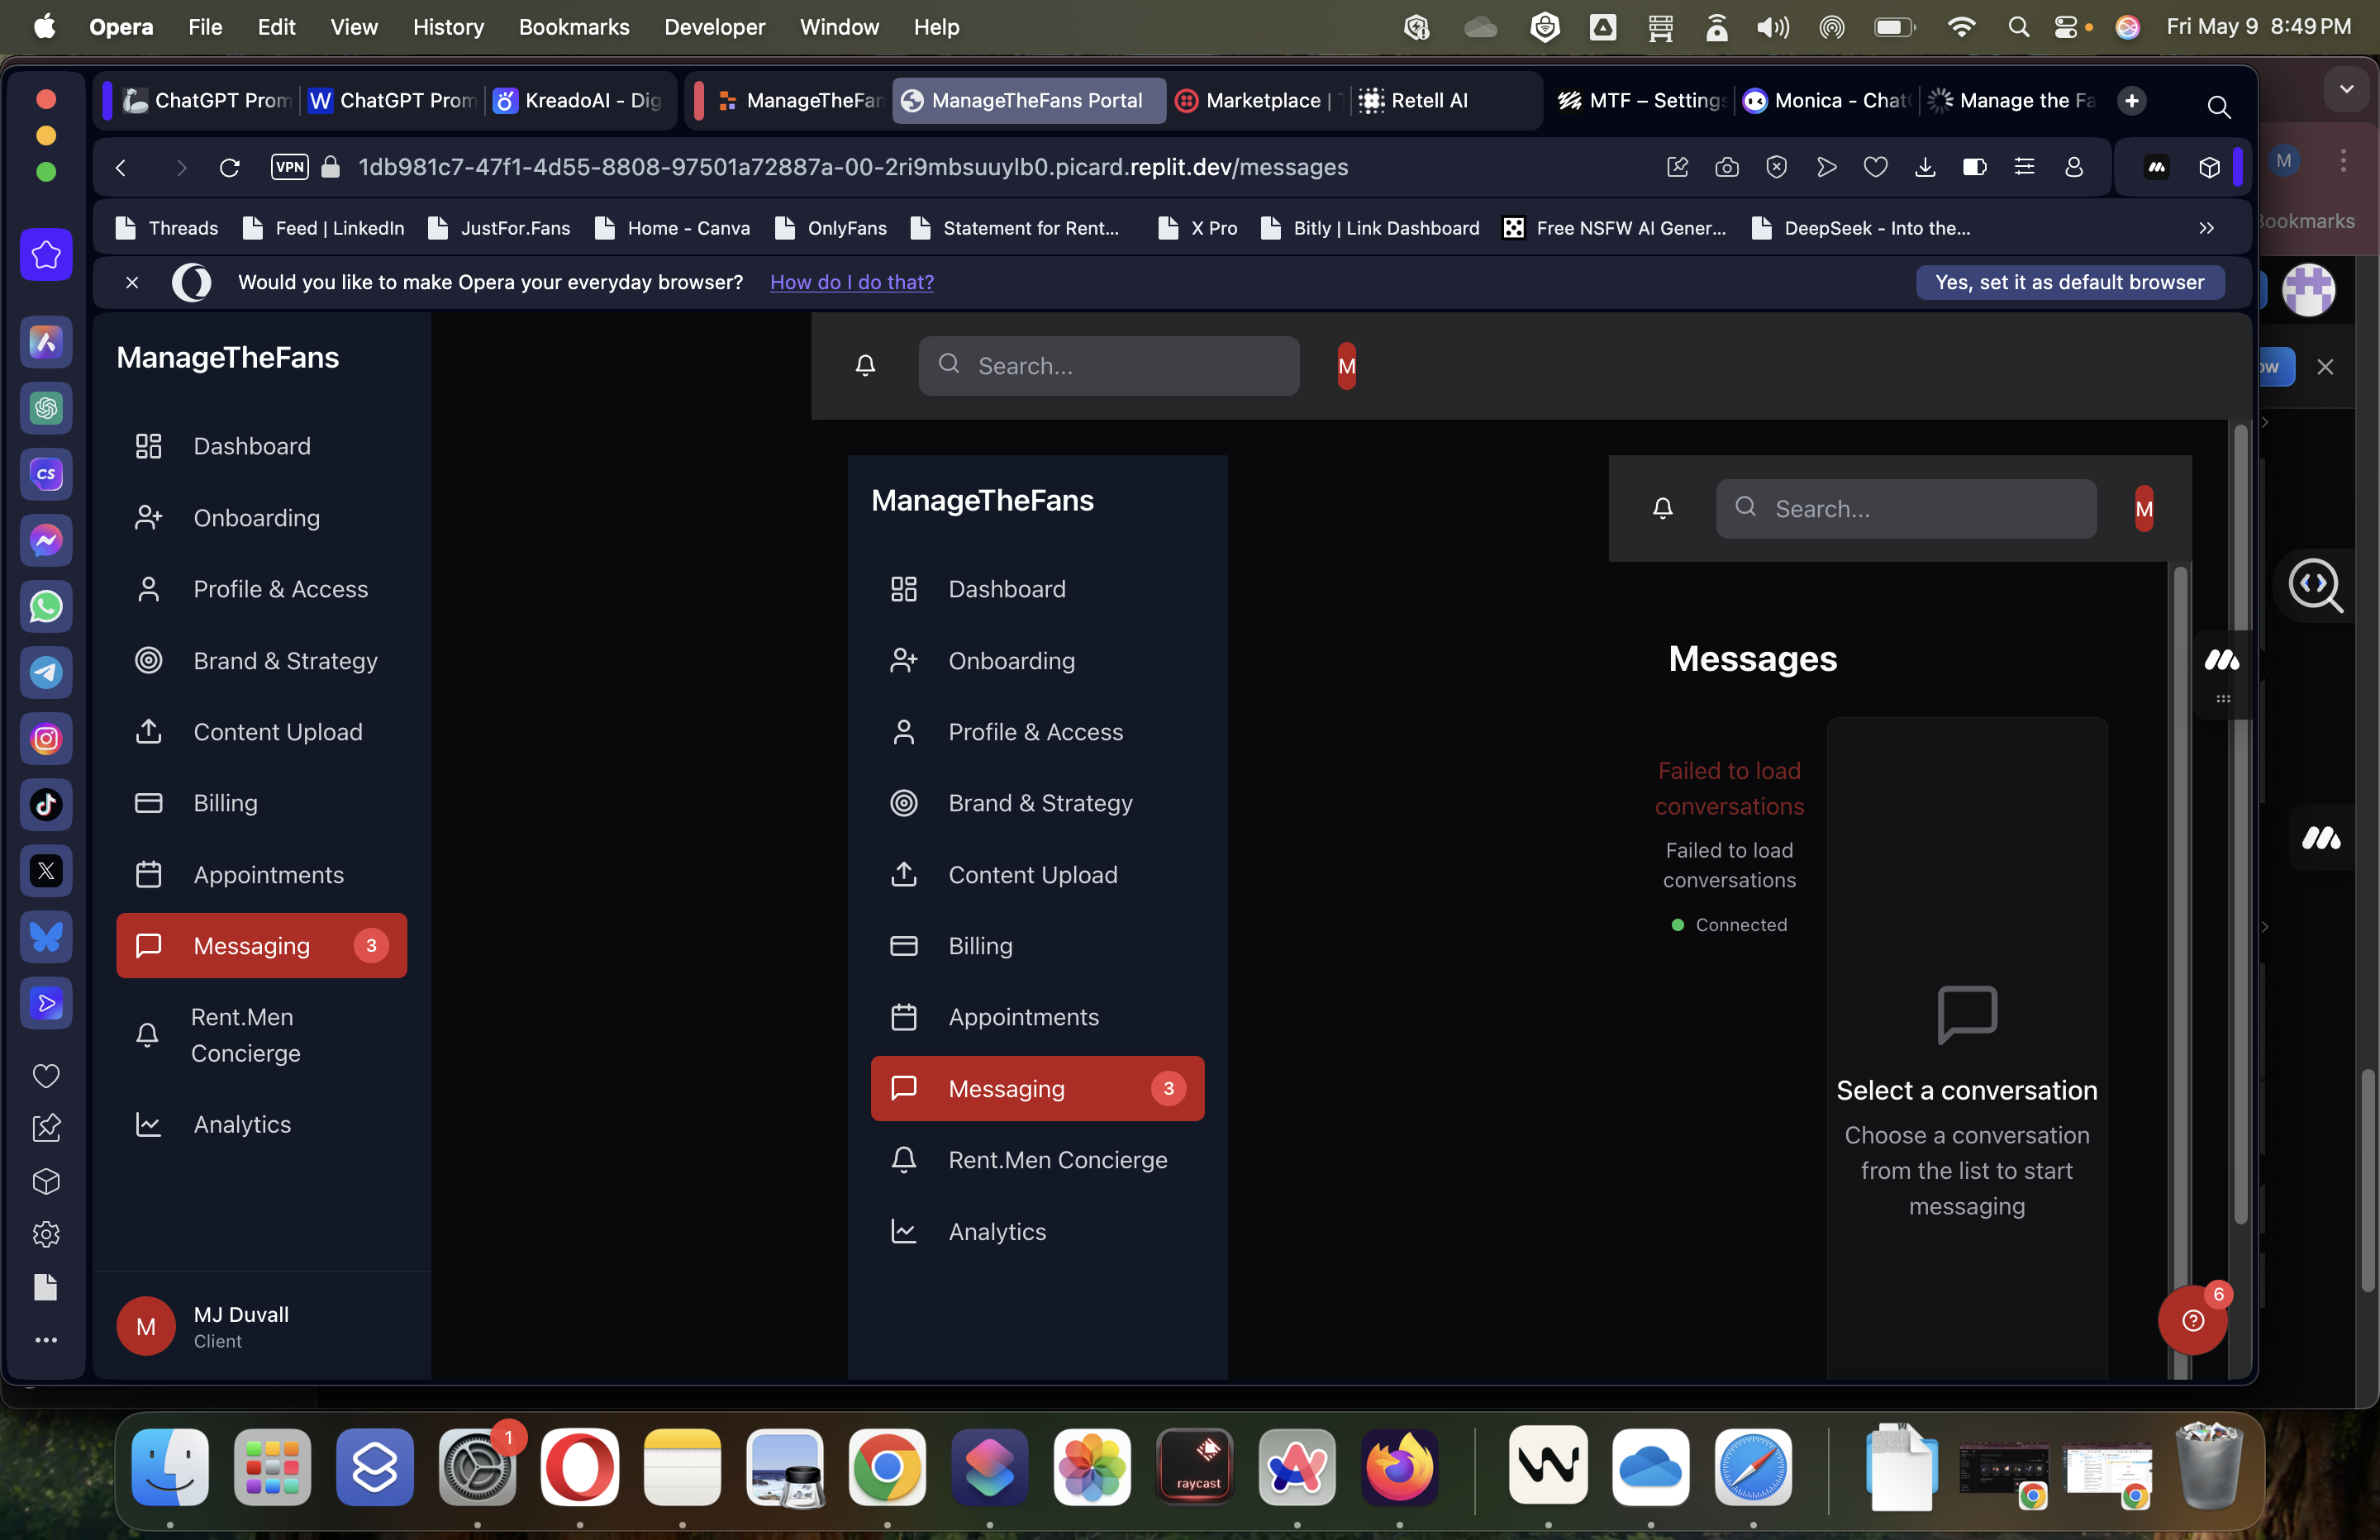 Opera File Edit View History Bookmarks Developer Window Help Fri May 9 8:49 PM
ChatGPT Prom W ChatGPT Prom KreadoAI - Dig ManageTheFan ManageTheFans Portal Marketplace | T Retell AI MTF – Settings Monica - Chat Manage the Fa
VPN 1db981c7-47f1-4d55-8808-97501a72887a-00-2ri9mbsuuylb0.picard.replit.dev/messages
M
Threads Feed | LinkedIn JustFor.Fans Home - Canva OnlyFans Statement for Rent... X Pro Bitly | Link Dashboard Free NSFW AI Gener... DeepSeek - Into the... »
Bookmarks
Would you like to make Opera your everyday browser? How do I do that? Yes, set it as default browser
ow
CS
ManageTheFans
Dashboard
Onboarding
Profile & Access
Brand & Strategy
Content Upload
Billing
Appointments
Messaging 3
Rent.Men
Concierge
Analytics
M
MJ Duvall
Client
Search...
M
ManageTheFans
Dashboard
Onboarding
Profile & Access
Brand & Strategy
Content Upload
Billing
Appointments
Messaging 3
Rent.Men Concierge
Analytics
Search...
M
Messages
Failed to load
conversations
Failed to load
conversations
Connected
Select a conversation
Choose a conversation
from the list to start
messaging
6
1
raycast